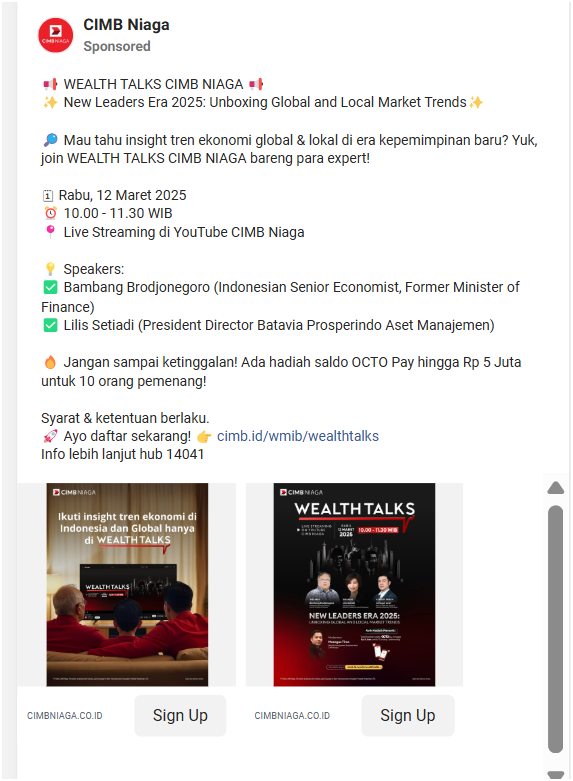 CIMB Niaga
Sponsored
WEALTH TALKS CIMB NIAGA
New Leaders Era 2025: Unboxing Global and Local Market Trends
Mau tahu insight tren ekonomi global & lokal di era kepemimpinan baru? Yuk,
join WEALTH TALKS CIMB NIAGA bareng para expert!
Rabu, 12 Maret 2025
10.00 - 11.30 WIB
Live Streaming di YouTube CIMB Niaga
Speakers:
Bambang Brodjonegoro (Indonesian Senior Economist, Former Minister of
Finance)
Lilis Setiadi (President Director Batavia Prosperindo Aset Manajemen)
Jangan sampai ketinggalan! Ada hadiah saldo OCTO Pay hingga Rp 5 Juta
untuk 10 orang pemenang!
Syarat & ketentuan berlaku.
Ayo daftar sekarang! cimb.id/wmib/wealthtalks
Info lebih lanjut hub 14041
CIMB NIAGA
Ikuti insight tren ekonomi di
Indonesia dan Global hanya
di WEALTH TALKS
WEALTH TALKS
CIMB NIAGA
WEALTH TALKS
LIVE STREAMING
ON YOUTUBE
CIMB NIAGA
RABU
12 MARET
2025
10.00 - 11.30 WIB
NEW LEADERS ERA 2025:
UNBOXING GLOBAL AND LOCAL MARKET TRENDS
CIMBNIAGA.CO.ID
Sign Up
CIMBNIAGA.CO.ID
Sign Up